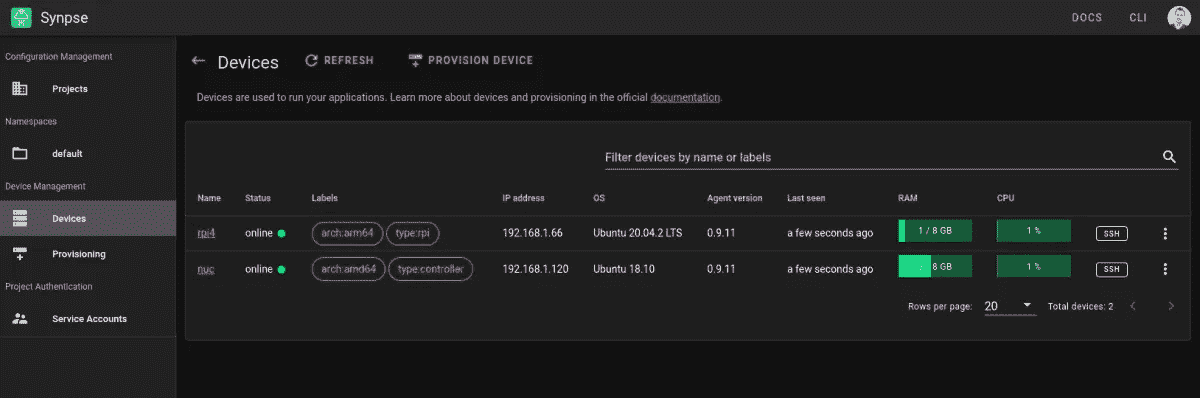 Synpse DOCS CLI
Configuration Management
Projects
Namespaces
default
Device Management
Devices
Provisioning
Project Authentication
Service Accounts
Devices REFRESH PROVISION DEVICE
Devices are used to run your applications. Learn more about devices and provisioning in the official documentation.
Filter devices by name or labels
Name Status Labels IP address OS Agent version Last seen RAM CPU
rpi4 online arch:arm64 type:rpi 192.168.1.66 Ubuntu 20.04.2 LTS 0.9.11 a few seconds ago 1 / 8 GB 1 % SSH
nuc online arch:amd64 type:controller 192.168.1.120 Ubuntu 18.10 0.9.11 a few seconds ago 8 GB 1 % SSH
Rows per page: 20 Total devices: 2